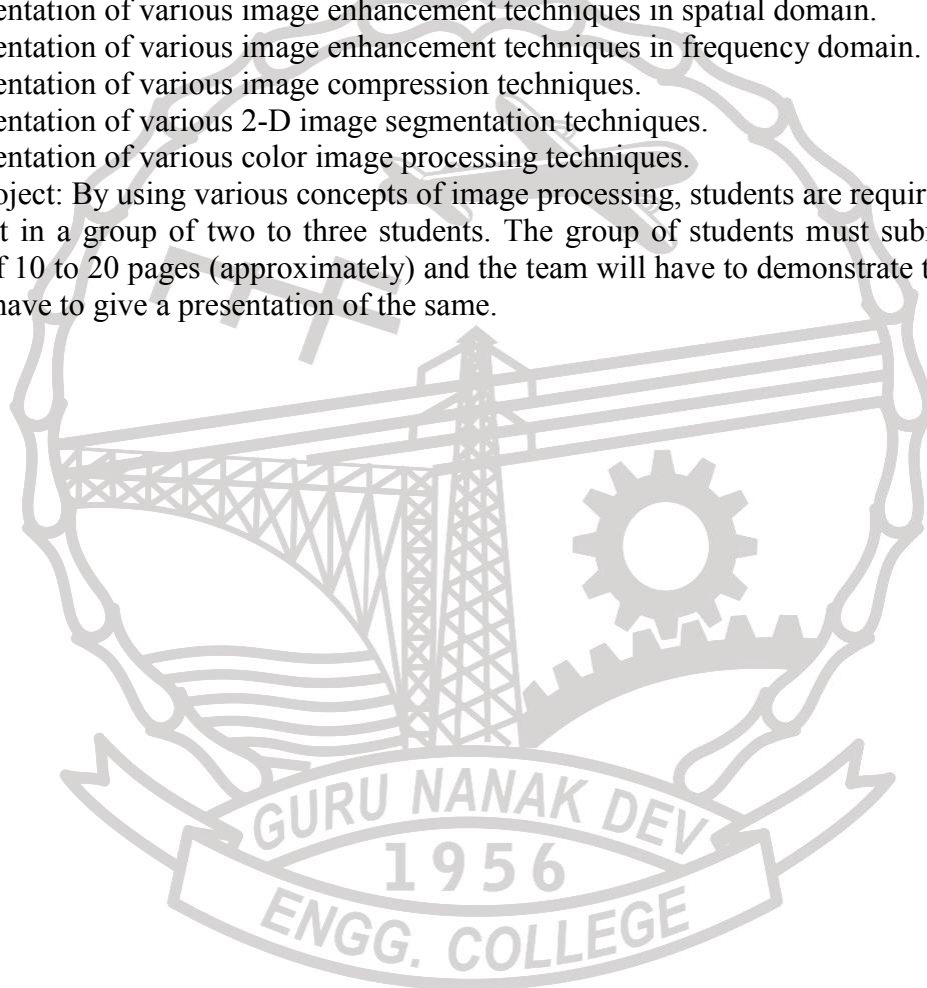 entation of various image enhancement techniques in spatial domain.
entation of various image enhancement techniques in frequency domain.
entation of various image compression techniques.
entation of various 2-D image segmentation techniques.
entation of various color image processing techniques.
oject: By using various concepts of image processing, students are requir
t in a group of two to three students. The group of students must sub
f 10 to 20 pages (approximately) and the team will have to demonstrate t
have to give a presentation of the same.
GURU NANAK DEV
1956
ENGG. COLLEGE